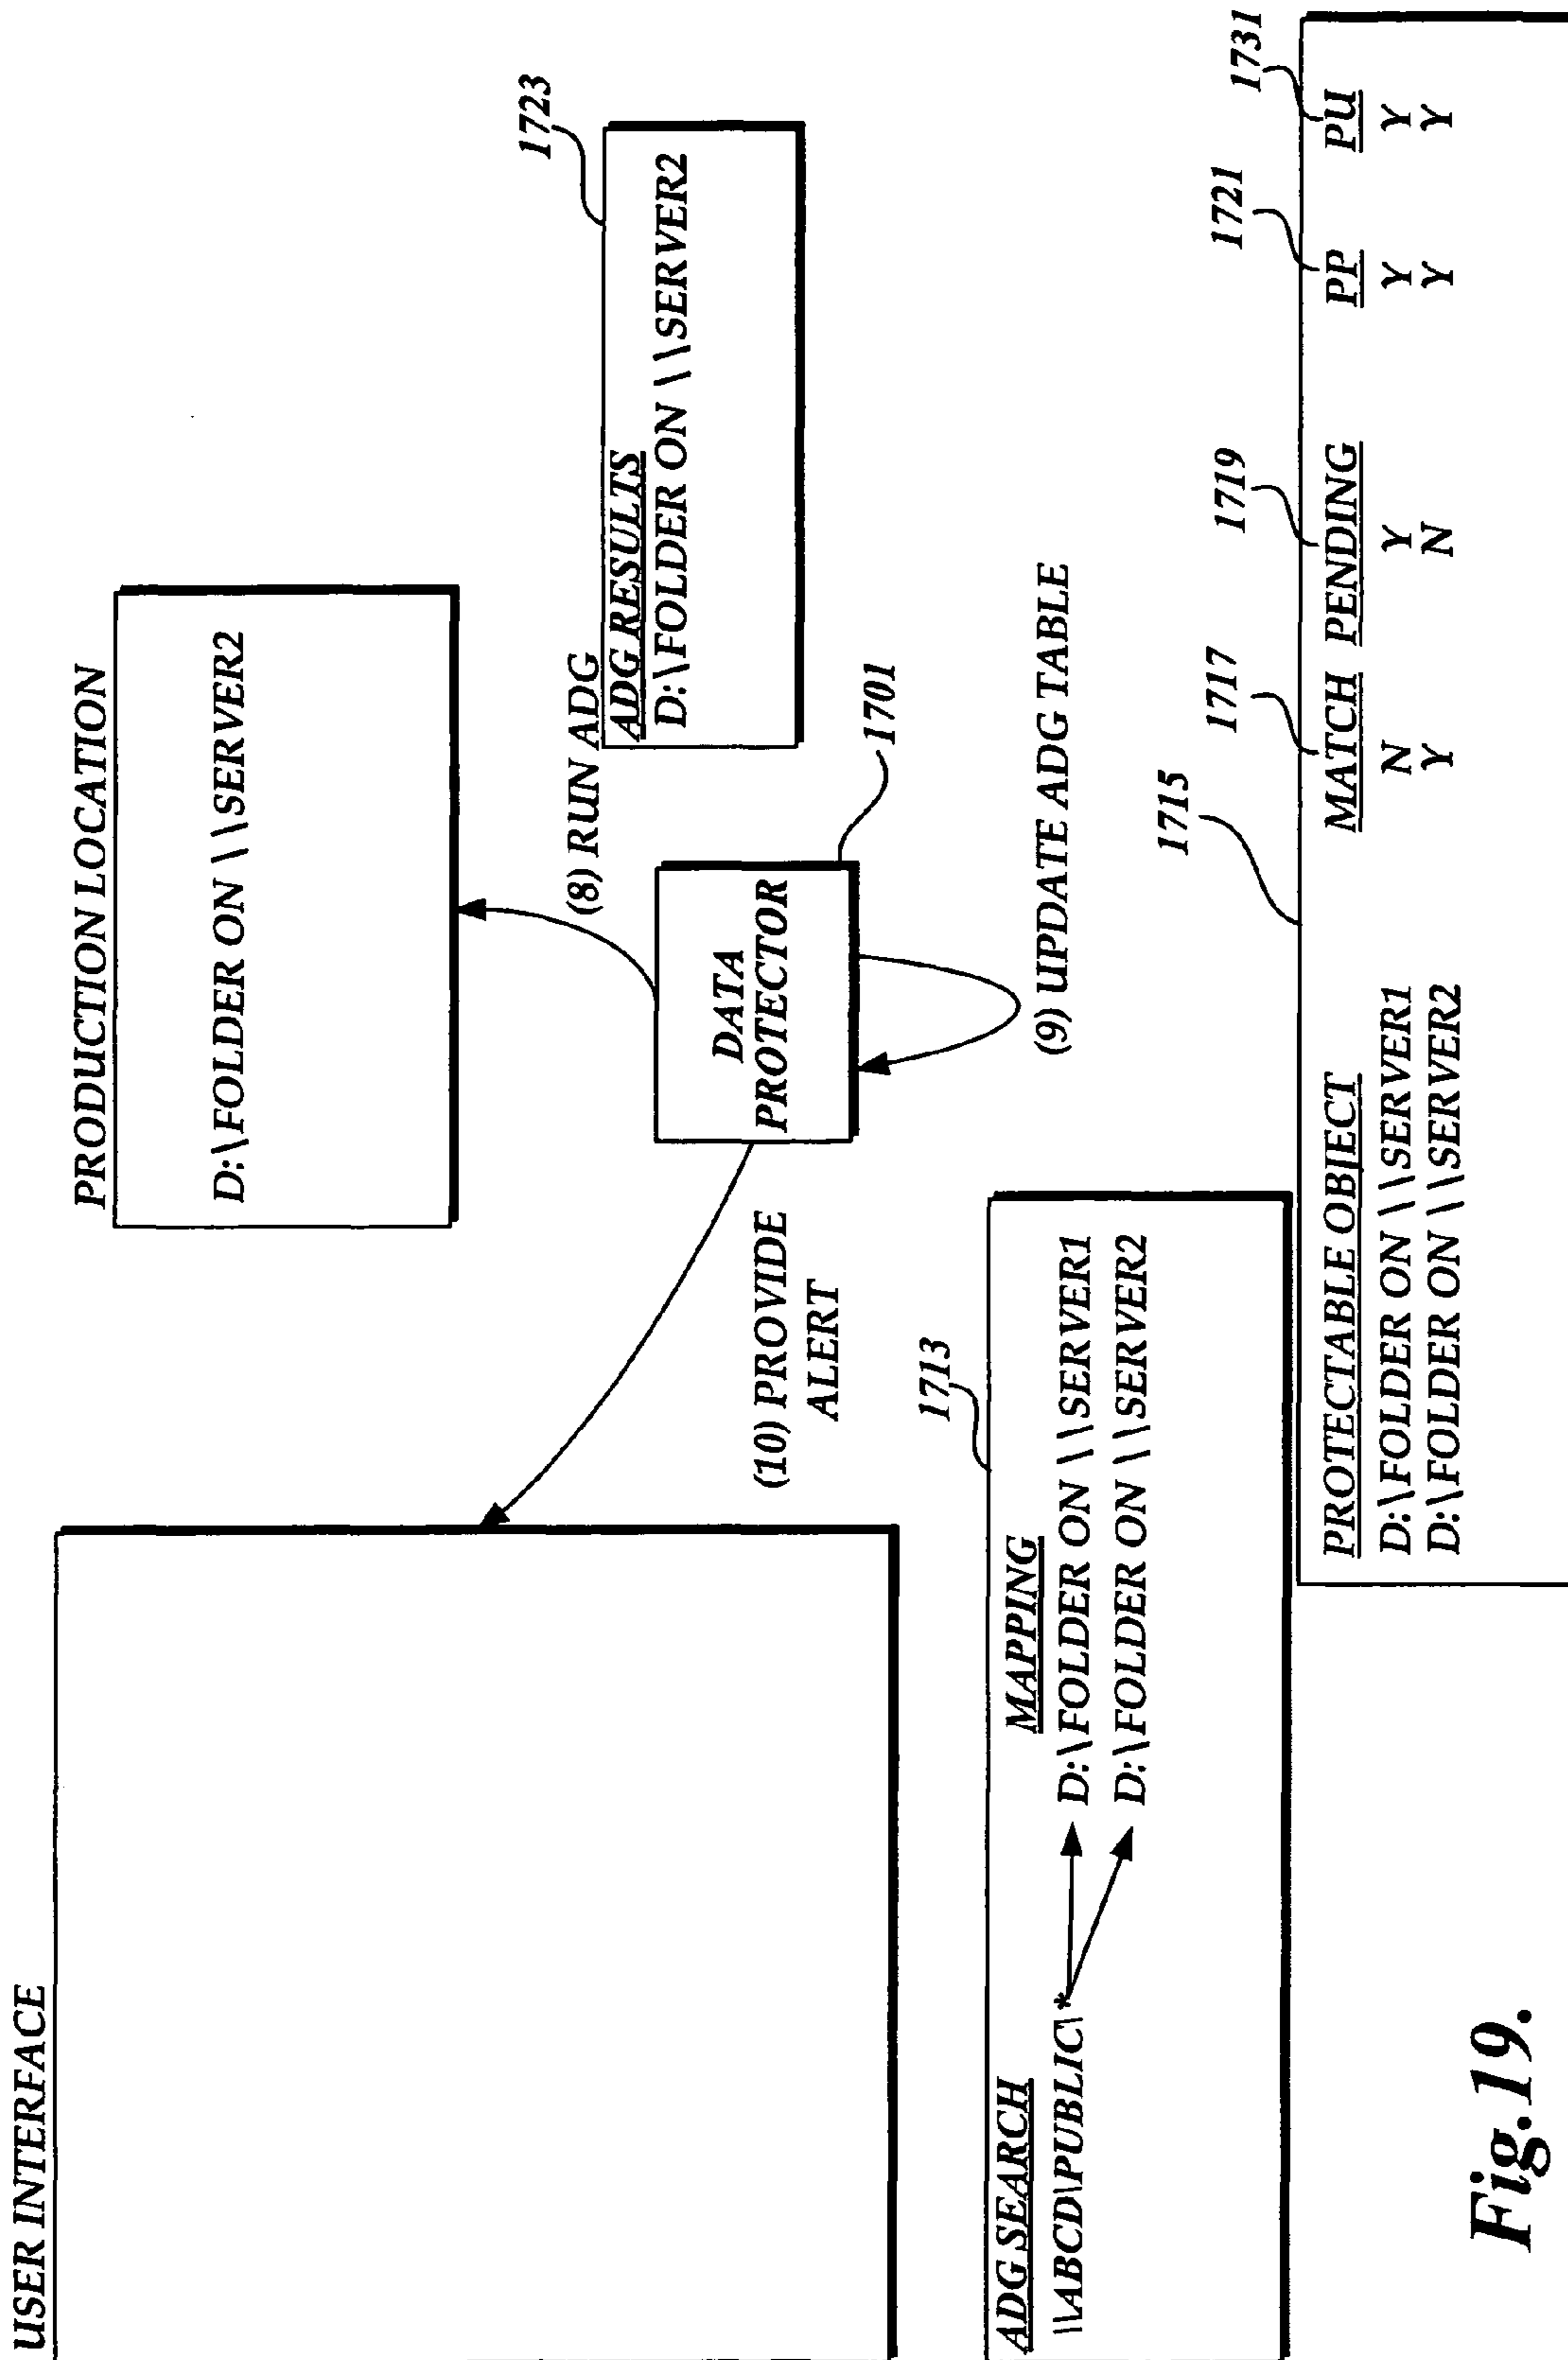 USER INTERFACE
PRODUCTION LOCATION
D:\FOLDER ON \\SERVER2
(8) RUN ADG
1723
ADG RESULTS
D:\FOLDER ON \\SERVER2
DATA
PROTECTOR
1701
(10) PROVIDE
ALERT
(9) UPDATE ADG TABLE
1713
ADG SEARCH
MAPPING
\\ABCD\PUBLIC\*
D:\FOLDER ON \\SERVER1
D:\FOLDER ON \\SERVER2
1715
1717
1719
1721
1731
PROTECTABLE OBJECT MATCH PENDING PP PU
D:\FOLDER ON \\SERVER1 N Y Y Y
D:\FOLDER ON \\SERVER2 Y N Y Y
Fig.19.